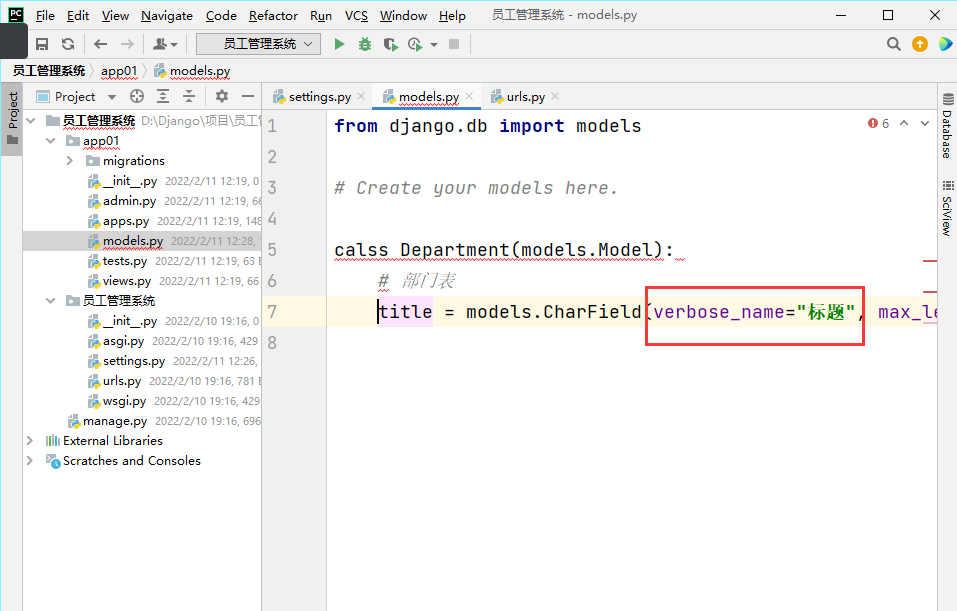 PC File Edit View Navigate Code Refactor Run VCS Window Help 员工管理系统 - models.py
员工管理系统
员工管理系统 app01 models.py
Project
Project
settings.py models.py urls.py
员工管理系统 D:\Django\项目\员工
app01
migrations
__init__.py 2022/2/11 12:19, 0
admin.py 2022/2/11 12:19, 66
apps.py 2022/2/11 12:19, 148
models.py 2022/2/11 12:28,
tests.py 2022/2/11 12:19, 63
views.py 2022/2/11 12:19, 66
员工管理系统
__init__.py 2022/2/10 19:16, 0
asgi.py 2022/2/10 19:16, 429
settings.py 2022/2/11 12:26,
urls.py 2022/2/10 19:16, 781
wsgi.py 2022/2/10 19:16, 429
manage.py 2022/2/10 19:16, 696
External Libraries
Scratches and Consoles
1 from django.db import models
2
3 # Create your models here.
4
5 calss Department(models.Model):
6 # 部门表
7 title = models.CharField(verbose_name="标题", max_le
8
6
Database
SciView